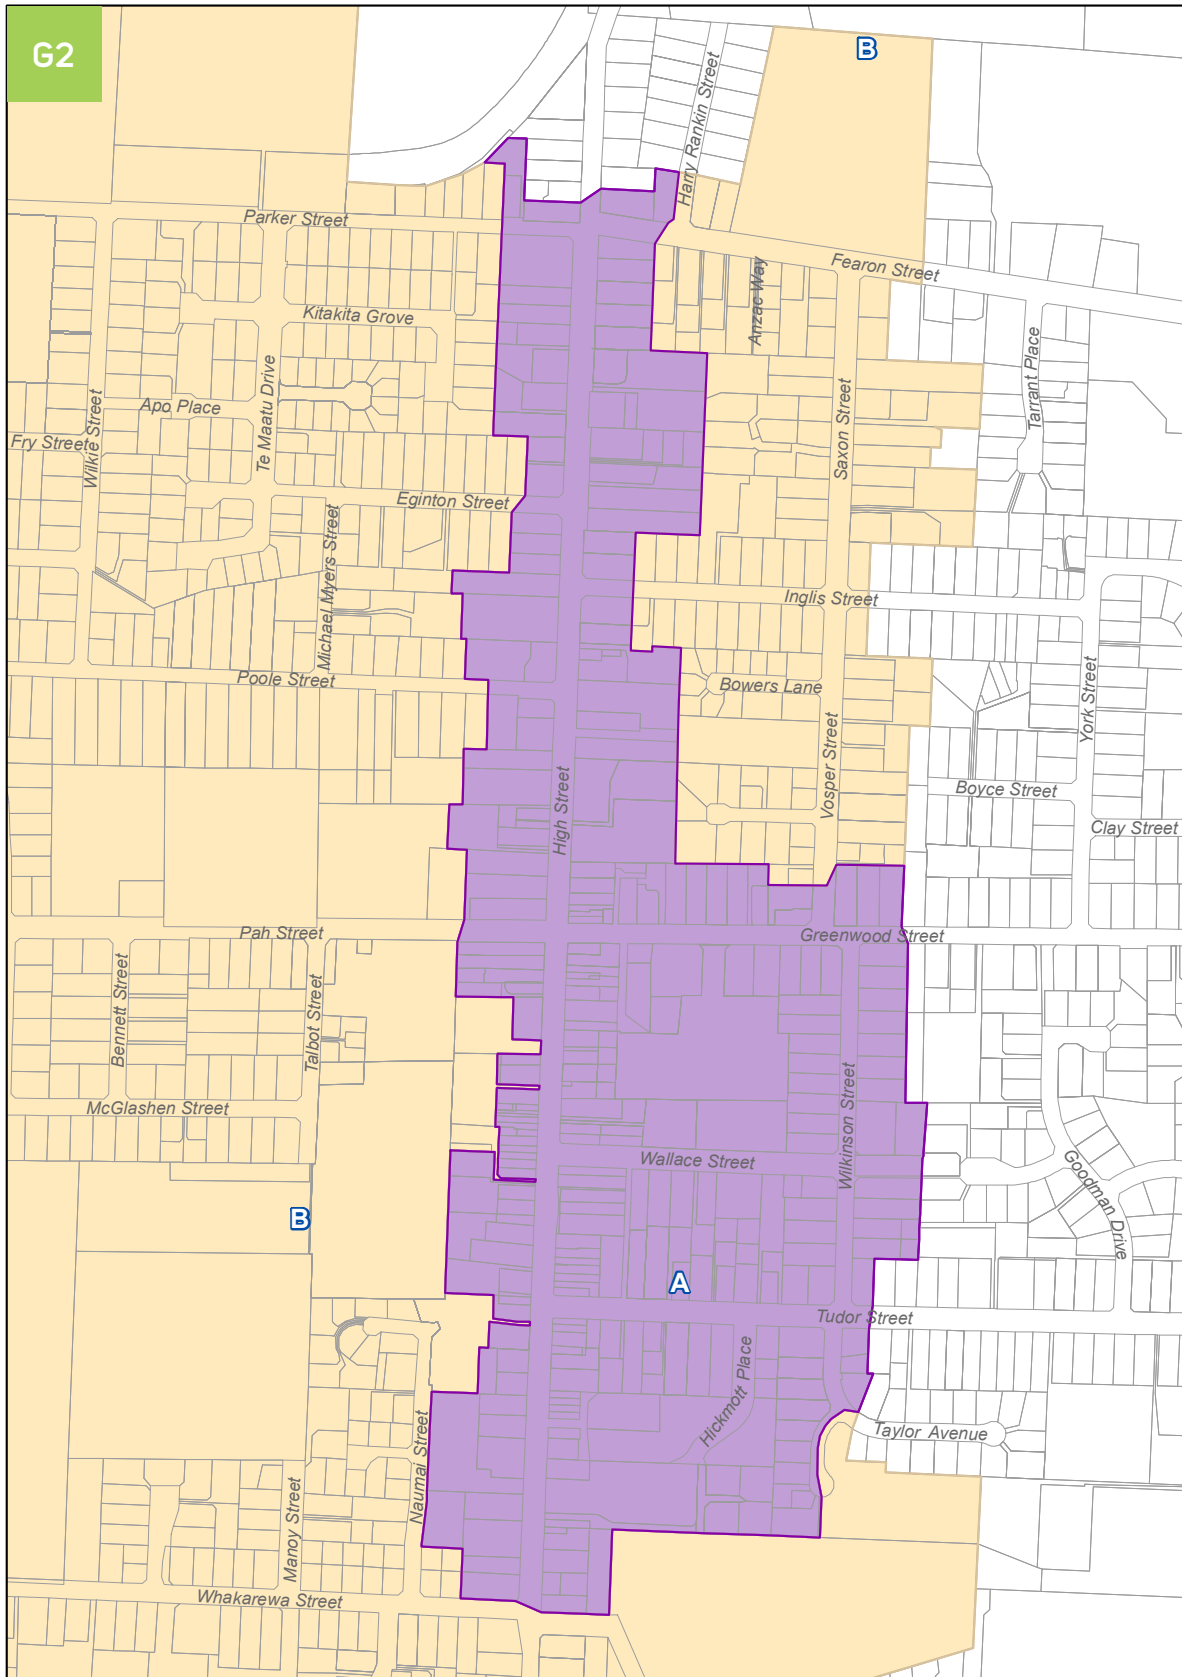 G2
B
Harry Rankin Street
Parker Street
Fearon Street
Anzac Way
Kitakita Grove
Tarrant Place
Te Maatu Drive
Saxon Street
Wilkie Street
Apo Place
Fry Street
Eginton Street
Michael Myers Street
Inglis Street
Poole Street
Bowers Lane
York Street
Vosper Street
High Street
Boyce Street
Clay Street
Pah Street
Greenwood Street
Bennett Street
Talbot Street
Wilkinson Street
McGlashen Street
Wallace Street
Goodman Drive
B
A
Tudor Street
Hickmott Place
Naumai Street
Taylor Avenue
Manoy Street
Whakarewa Street